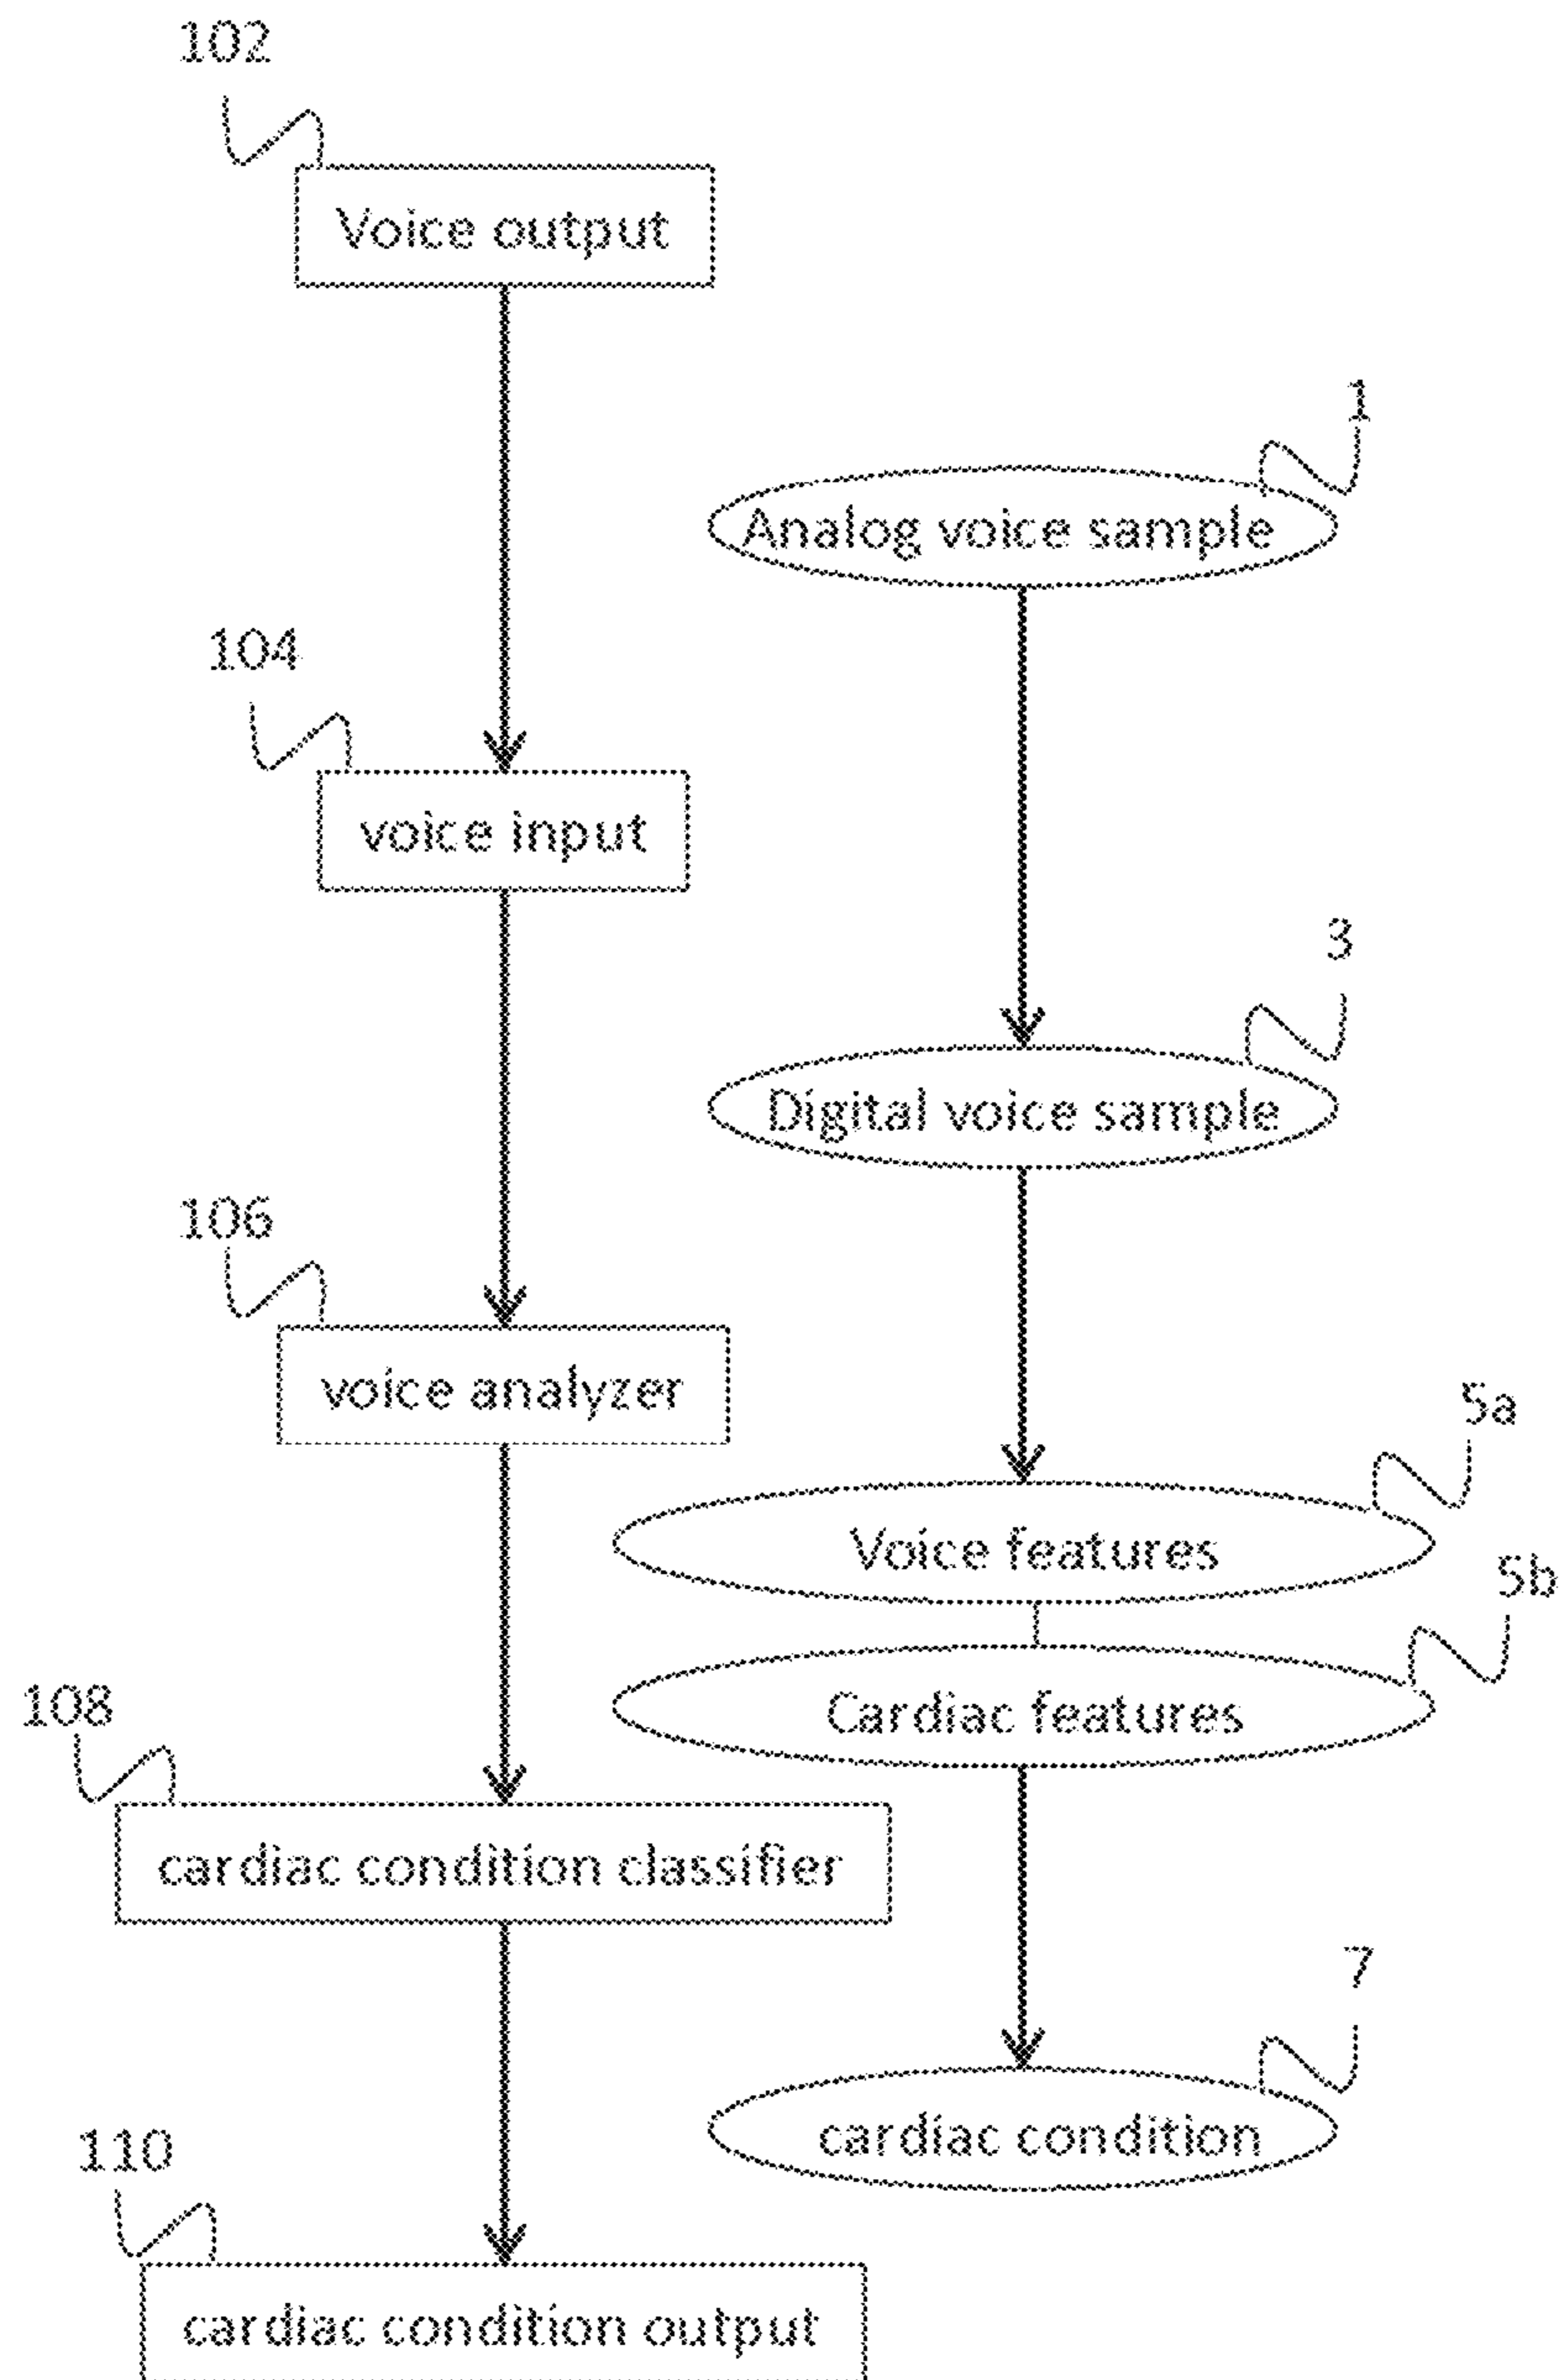 102
Voice output
1
Analog voice sample
104
voice input
3
Digital voice sample
106
voice analyzer
5a
Voice features
5b
Cardiac features
108
cardiac condition classifier
7
cardiac condition
110
cardiac condition output